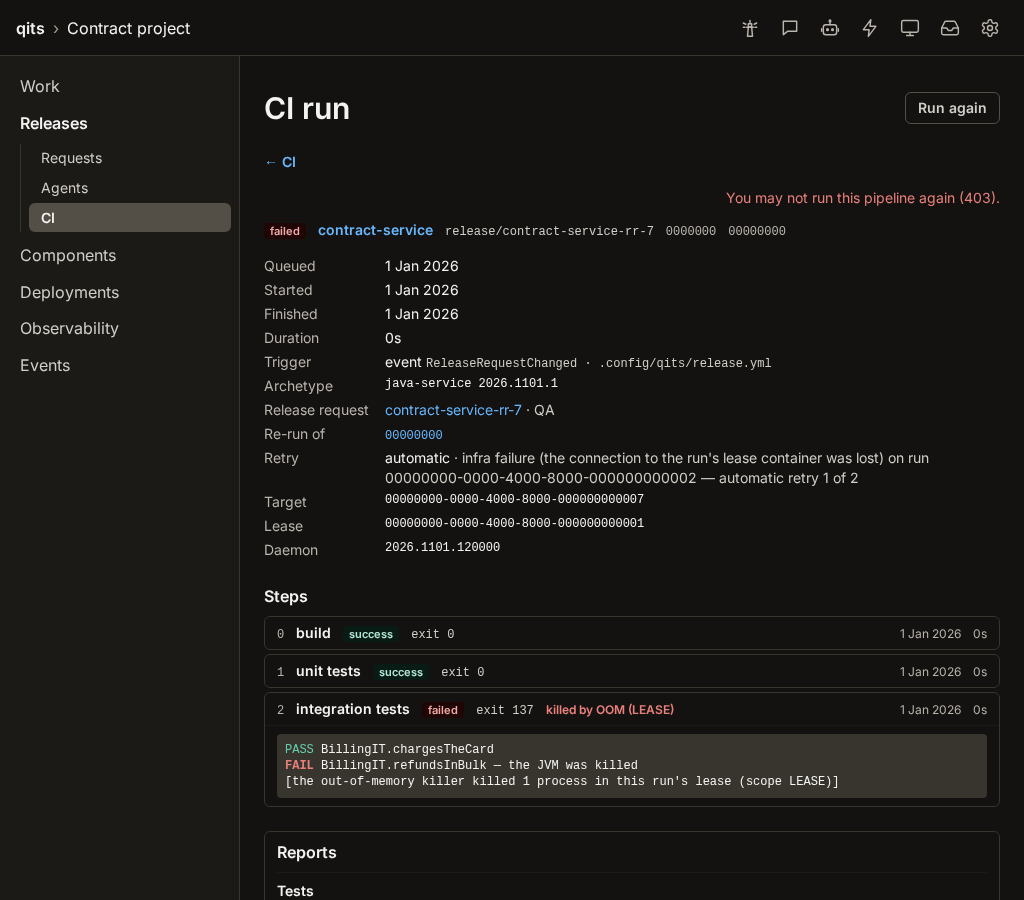 qits › Contract project
Work
Releases
Requests
Agents
CI
Components
Deployments
Observability
Events
CI run
Run again
← CI
You may not run this pipeline again (403).
failed contract-service release/contract-service-rr-7 0000000 00000000
Queued 1 Jan 2026
Started 1 Jan 2026
Finished 1 Jan 2026
Duration 0s
Trigger event ReleaseRequestChanged · .config/qits/release.yml
Archetype java-service 2026.1101.1
Release request contract-service-rr-7 · QA
Re-run of 00000000
Retry automatic · infra failure (the connection to the run's lease container was lost) on run
00000000-0000-4000-8000-000000000002 — automatic retry 1 of 2
Target 00000000-0000-4000-8000-000000000007
Lease 00000000-0000-4000-8000-000000000001
Daemon 2026.1101.120000
Steps
0 build success exit 0 1 Jan 2026 0s
1 unit tests success exit 0 1 Jan 2026 0s
2 integration tests failed exit 137 killed by OOM (LEASE) 1 Jan 2026 0s
PASS BillingIT.chargesTheCard
FAIL BillingIT.refundsInBulk — the JVM was killed
[the out-of-memory killer killed 1 process in this run's lease (scope LEASE)]
Reports
Tests